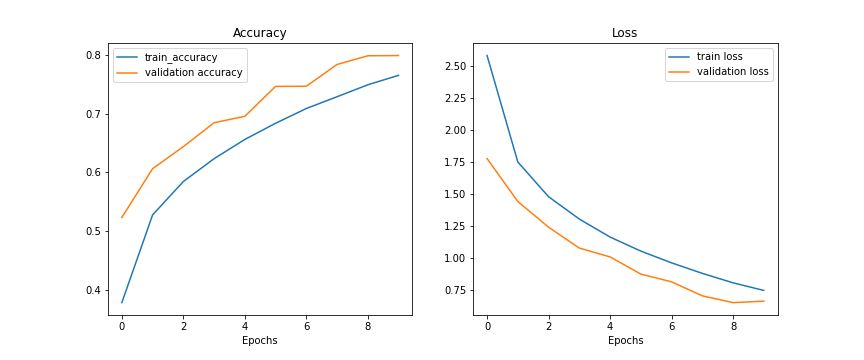 Accuracy
train_accuracy
validation accuracy
0.8
0.7
0.6
0.5
0.4
0 2 4 6 8
Epochs
Loss
train loss
validation loss
2.50
2.25
2.00
1.75
1.50
1.25
1.00
0.75
0 2 4 6 8
Epochs